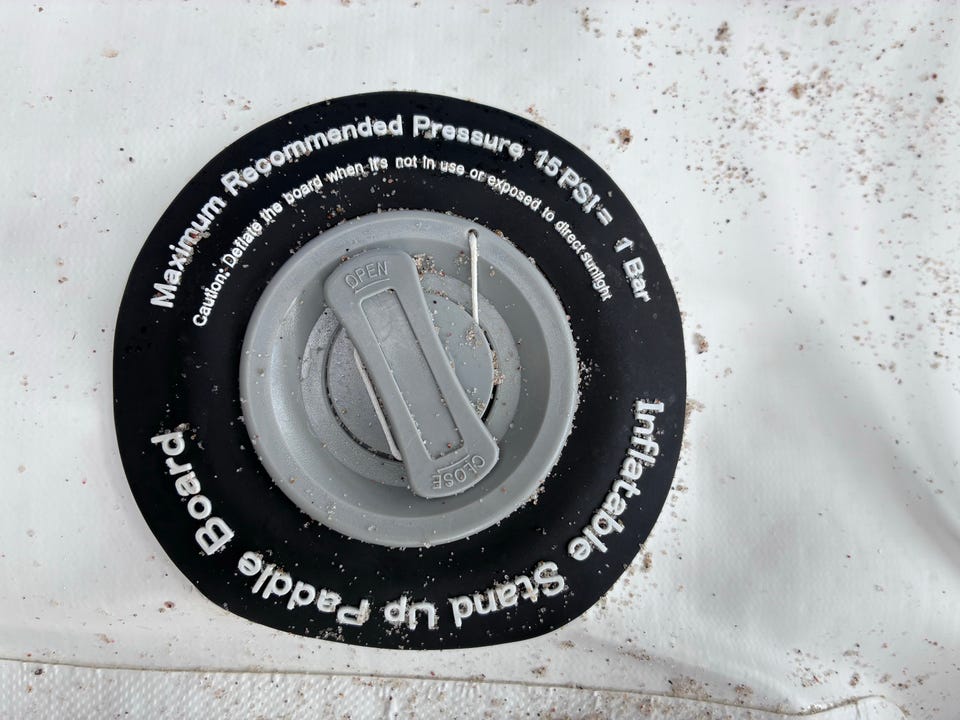 Maximum Recommended Pressure 15 PSI = 1 Bar
Caution: Deflate the board when it's not in use or exposed to direct sunlight
OPEN
CLOSE
Inflatable Stand Up Paddle Board